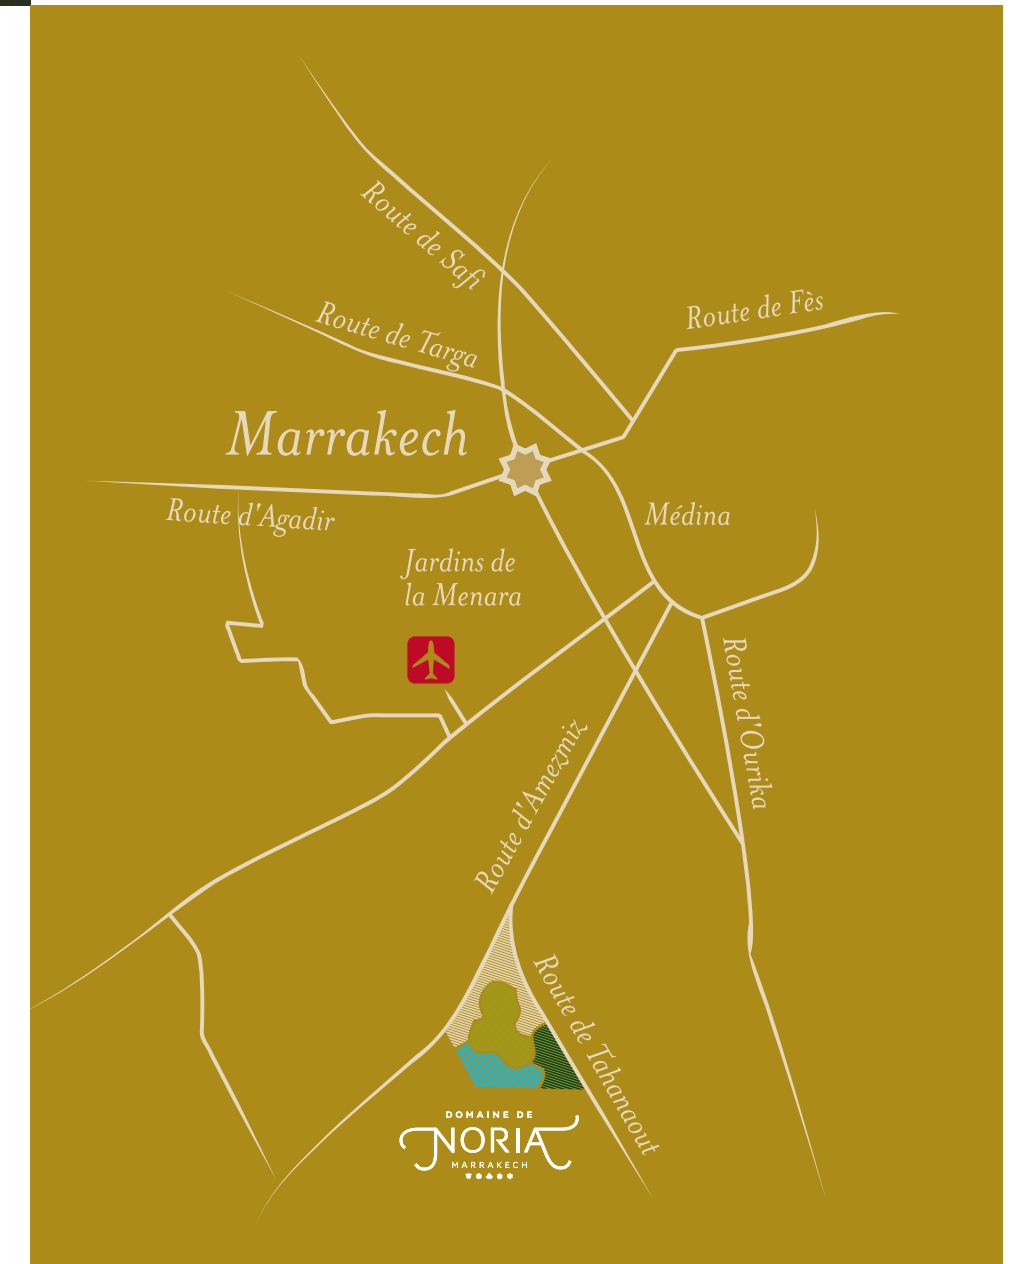 Route de Safi
Route de Fès
Route de Targa
Marrakech
Route d'Agadir
Médina
Jardins de
la Menara
Route d'Ourika
Route d'Amezmiz
Route de Tahanaout
DOMAINE DE
NORIA
MARRAKECH